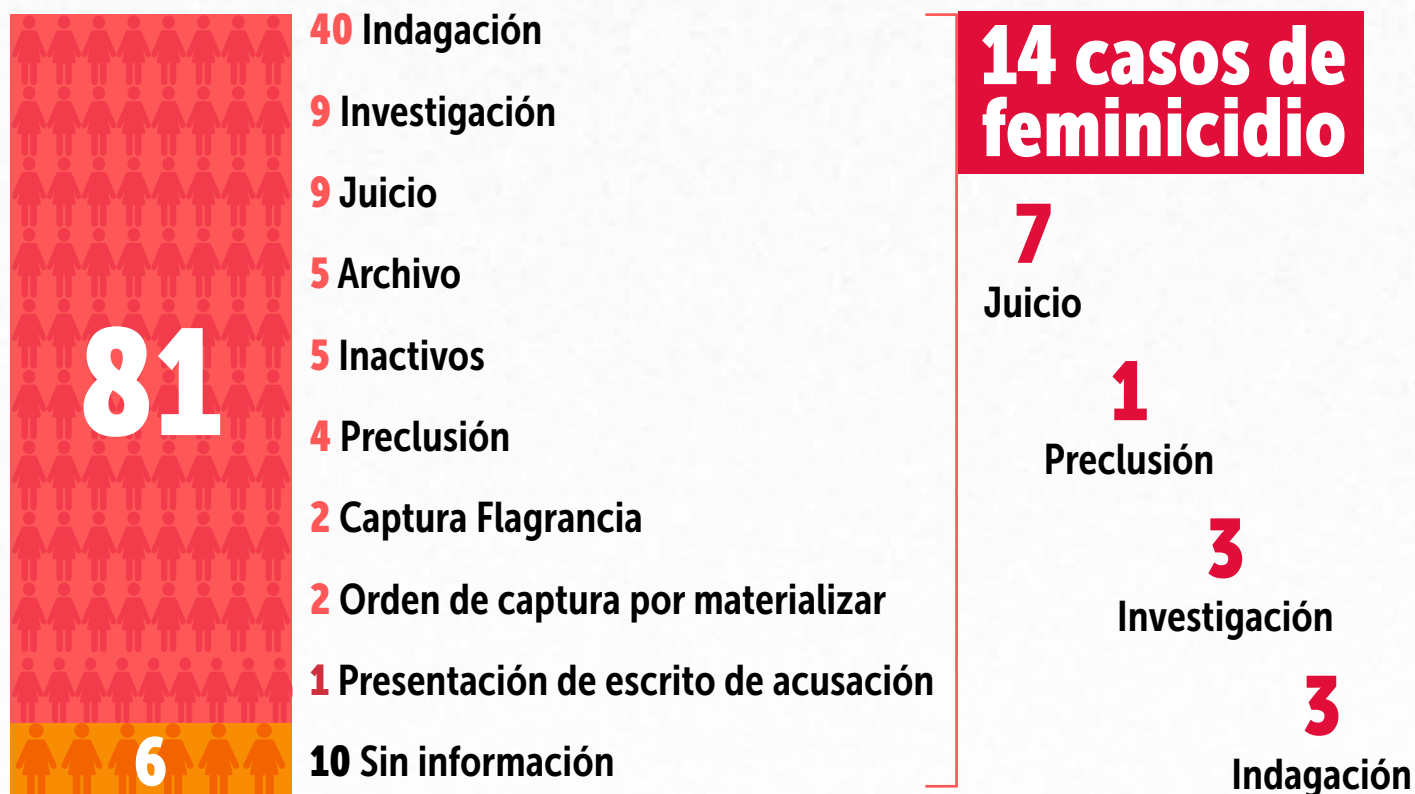 81
6
40 Indagación
9 Investigación
9 Juicio
5 Archivo
5 Inactivos
4 Preclusión
2 Captura Flagrancia
2 Orden de captura por materializar
1 Presentación de escrito de acusación
10 Sin información
14 casos de
feminicidio
7
Juicio
1
Preclusión
3
Investigación
3
Indagación